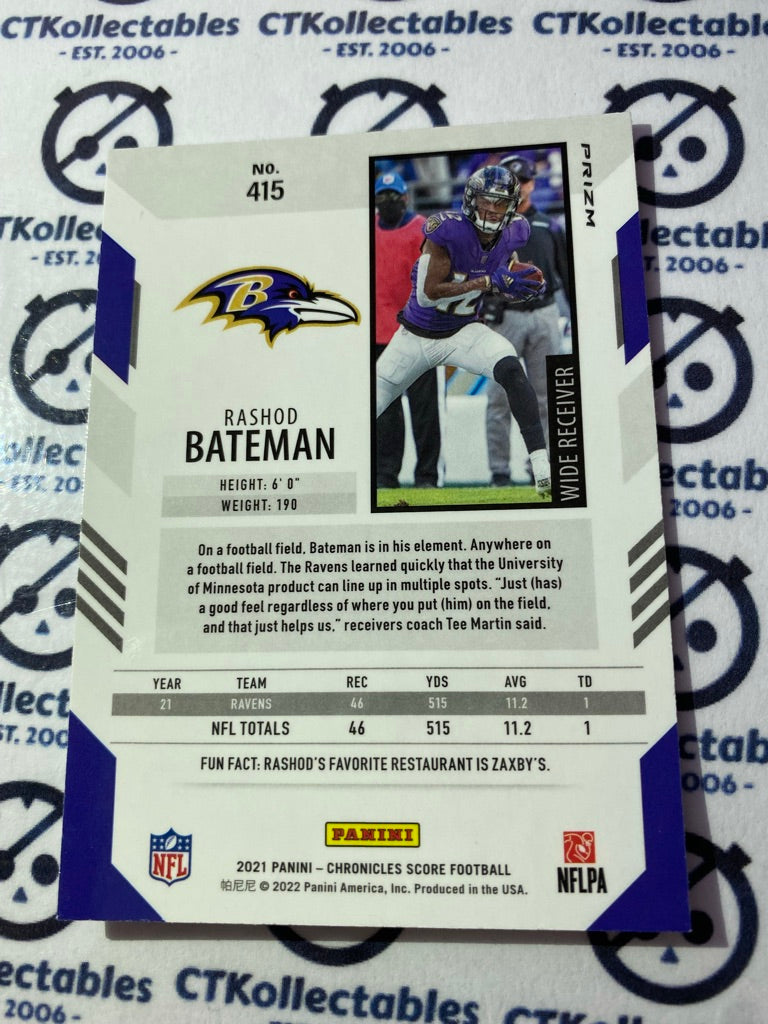 CTKollectables CTKollectables CTKollectables
- EST. 2006 - - EST. 2006 - - EST. 2006 -
No.
415
PRIZM
B
12
WIDE RECEIVER
RASHOD
BATEMAN
HEIGHT: 6' 0"
WEIGHT: 190
On a football field, Bateman is in his element. Anywhere on
a football field. The Ravens learned quickly that the University
of Minnesota product can line up in multiple spots. "Just (has)
a good feel regardless of where you put (him) on the field,
and that just helps us," receivers coach Tee Martin said.
YEAR TEAM REC YDS AVG TD
21 RAVENS 46 515 11.2 1
NFL TOTALS 46 515 11.2 1
FUN FACT: RASHOD'S FAVORITE RESTAURANT IS ZAXBY'S.
PANINI
NFL
NFLPA
2021 PANINI – CHRONICLES SCORE FOOTBALL
帕尼尼 © 2022 Panini America, Inc. Produced in the USA.
CTKollectables
2006 -